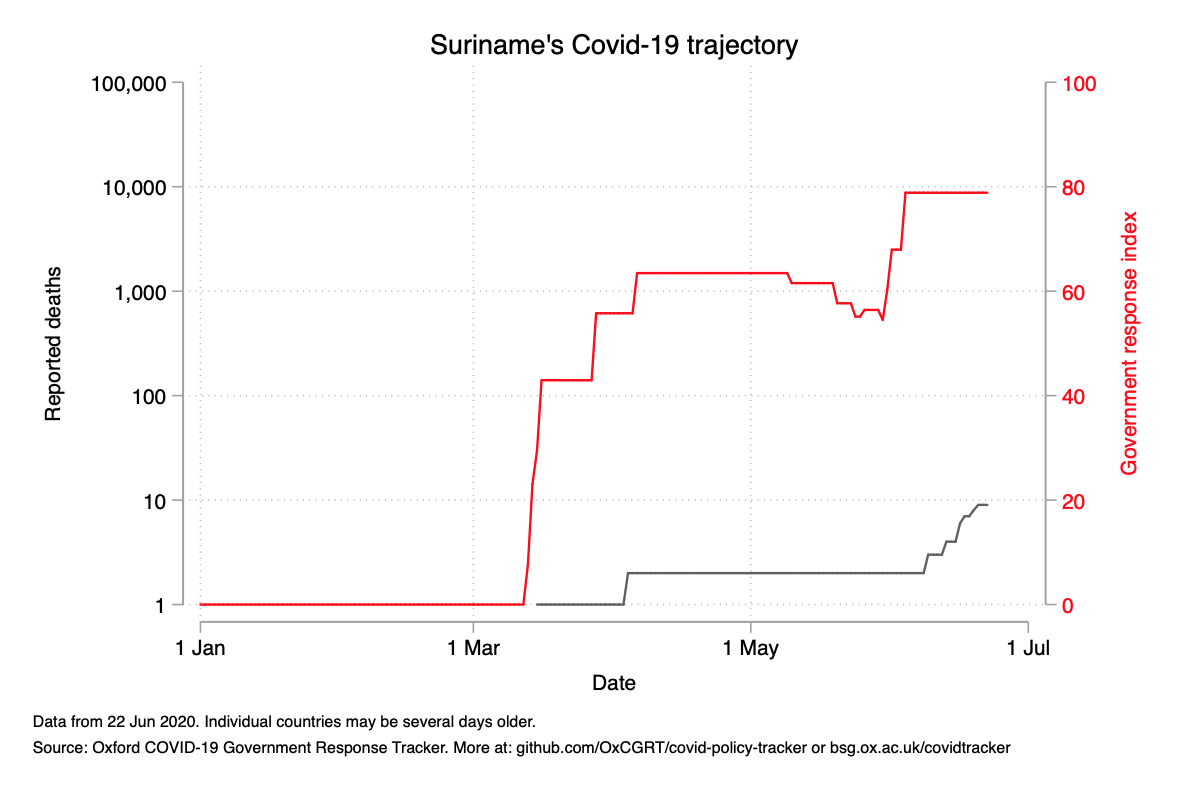 Suriname's Covid-19 trajectory
100,000
10,000
1,000
100
10
1
Reported deaths
100
80
60
40
20
0
Government response index
1 Jan
1 Mar
1 May
1 Jul
Date
Data from 22 Jun 2020. Individual countries may be several days older.
Source: Oxford COVID-19 Government Response Tracker. More at: github.com/OxCGRT/covid-policy-tracker or bsg.ox.ac.uk/covidtracker